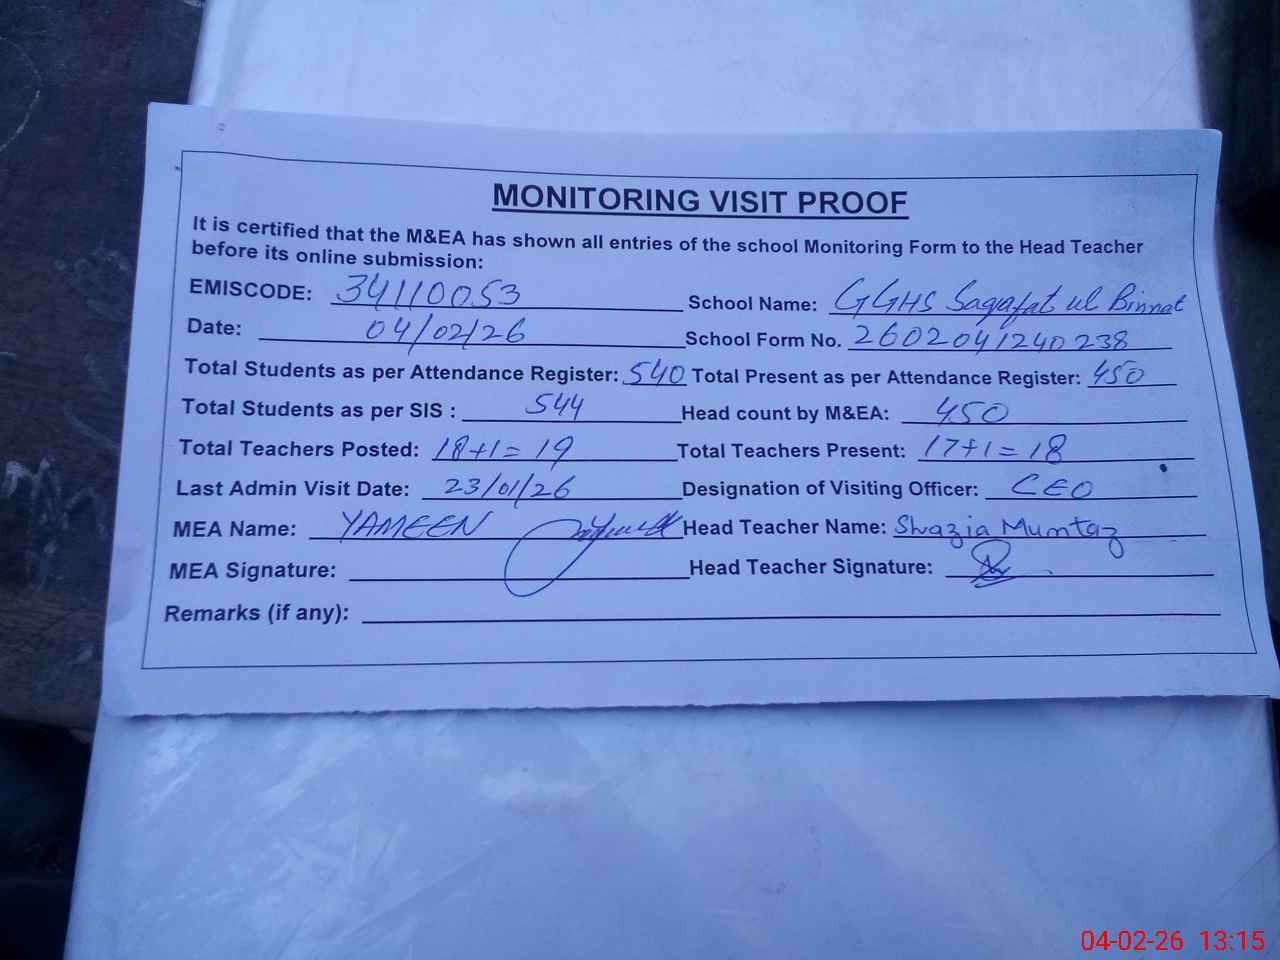 MONITORING VISIT PROOF
It is certified that the M&EA has shown all entries of the school Monitoring Form to the Head Teacher
before its online submission:
EMISCODE: 34110053 School Name: GGHS Saqafat ul Binnat
Date: 04/02/26 School Form No. 2602041240238
Total Students as per Attendance Register: 540 Total Present as per Attendance Register: 450
Total Students as per SIS : 544 Head count by M&EA: 450
Total Teachers Posted: 18+1=19 Total Teachers Present: 17+1=18
Last Admin Visit Date: 23/01/26 Designation of Visiting Officer: CEO
MEA Name: YAMEEN Head Teacher Name: Shazia Mumtaz
MEA Signature: Head Teacher Signature:
Remarks (if any):
04-02-26 13:15